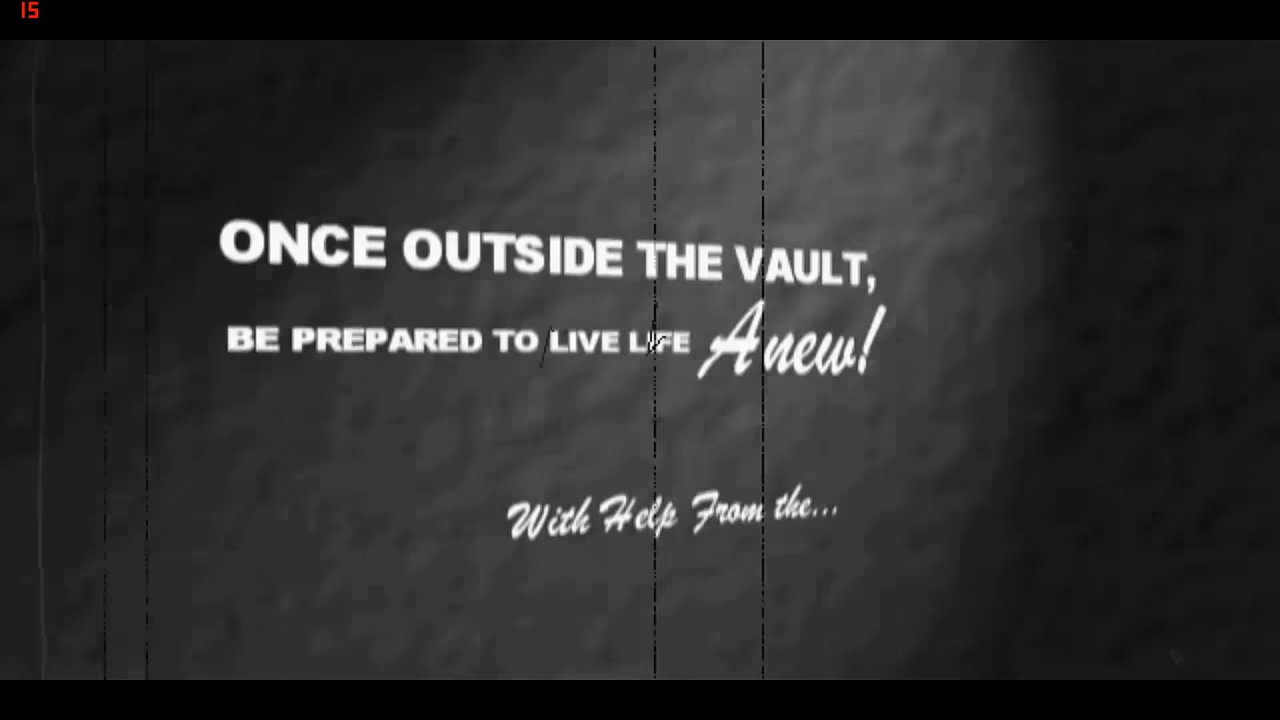 15
ONCE OUTSIDE THE VAULT,
BE PREPARED TO LIVE LIFE Anew!
With Help From the...